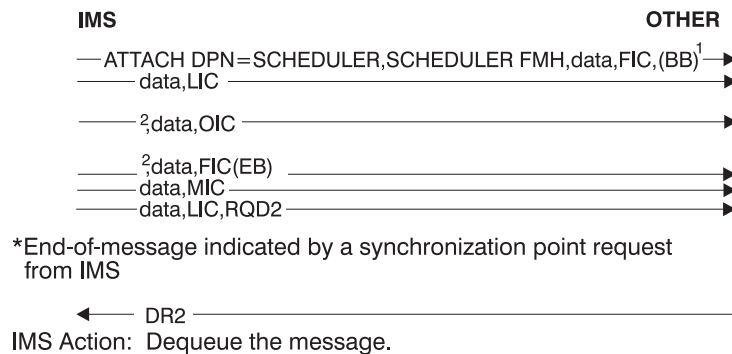 IMS OTHER
ATTACH DPN=SCHEDULER,SCHEDULER FMH,data,FIC,(BB)1
data,LIC
2,data,OIC
2,data,FIC(EB)
data,MIC
data,LIC,RQD2
*End-of-message indicated by a synchronization point request
from IMS
DR2
IMS Action: Dequeue the message.